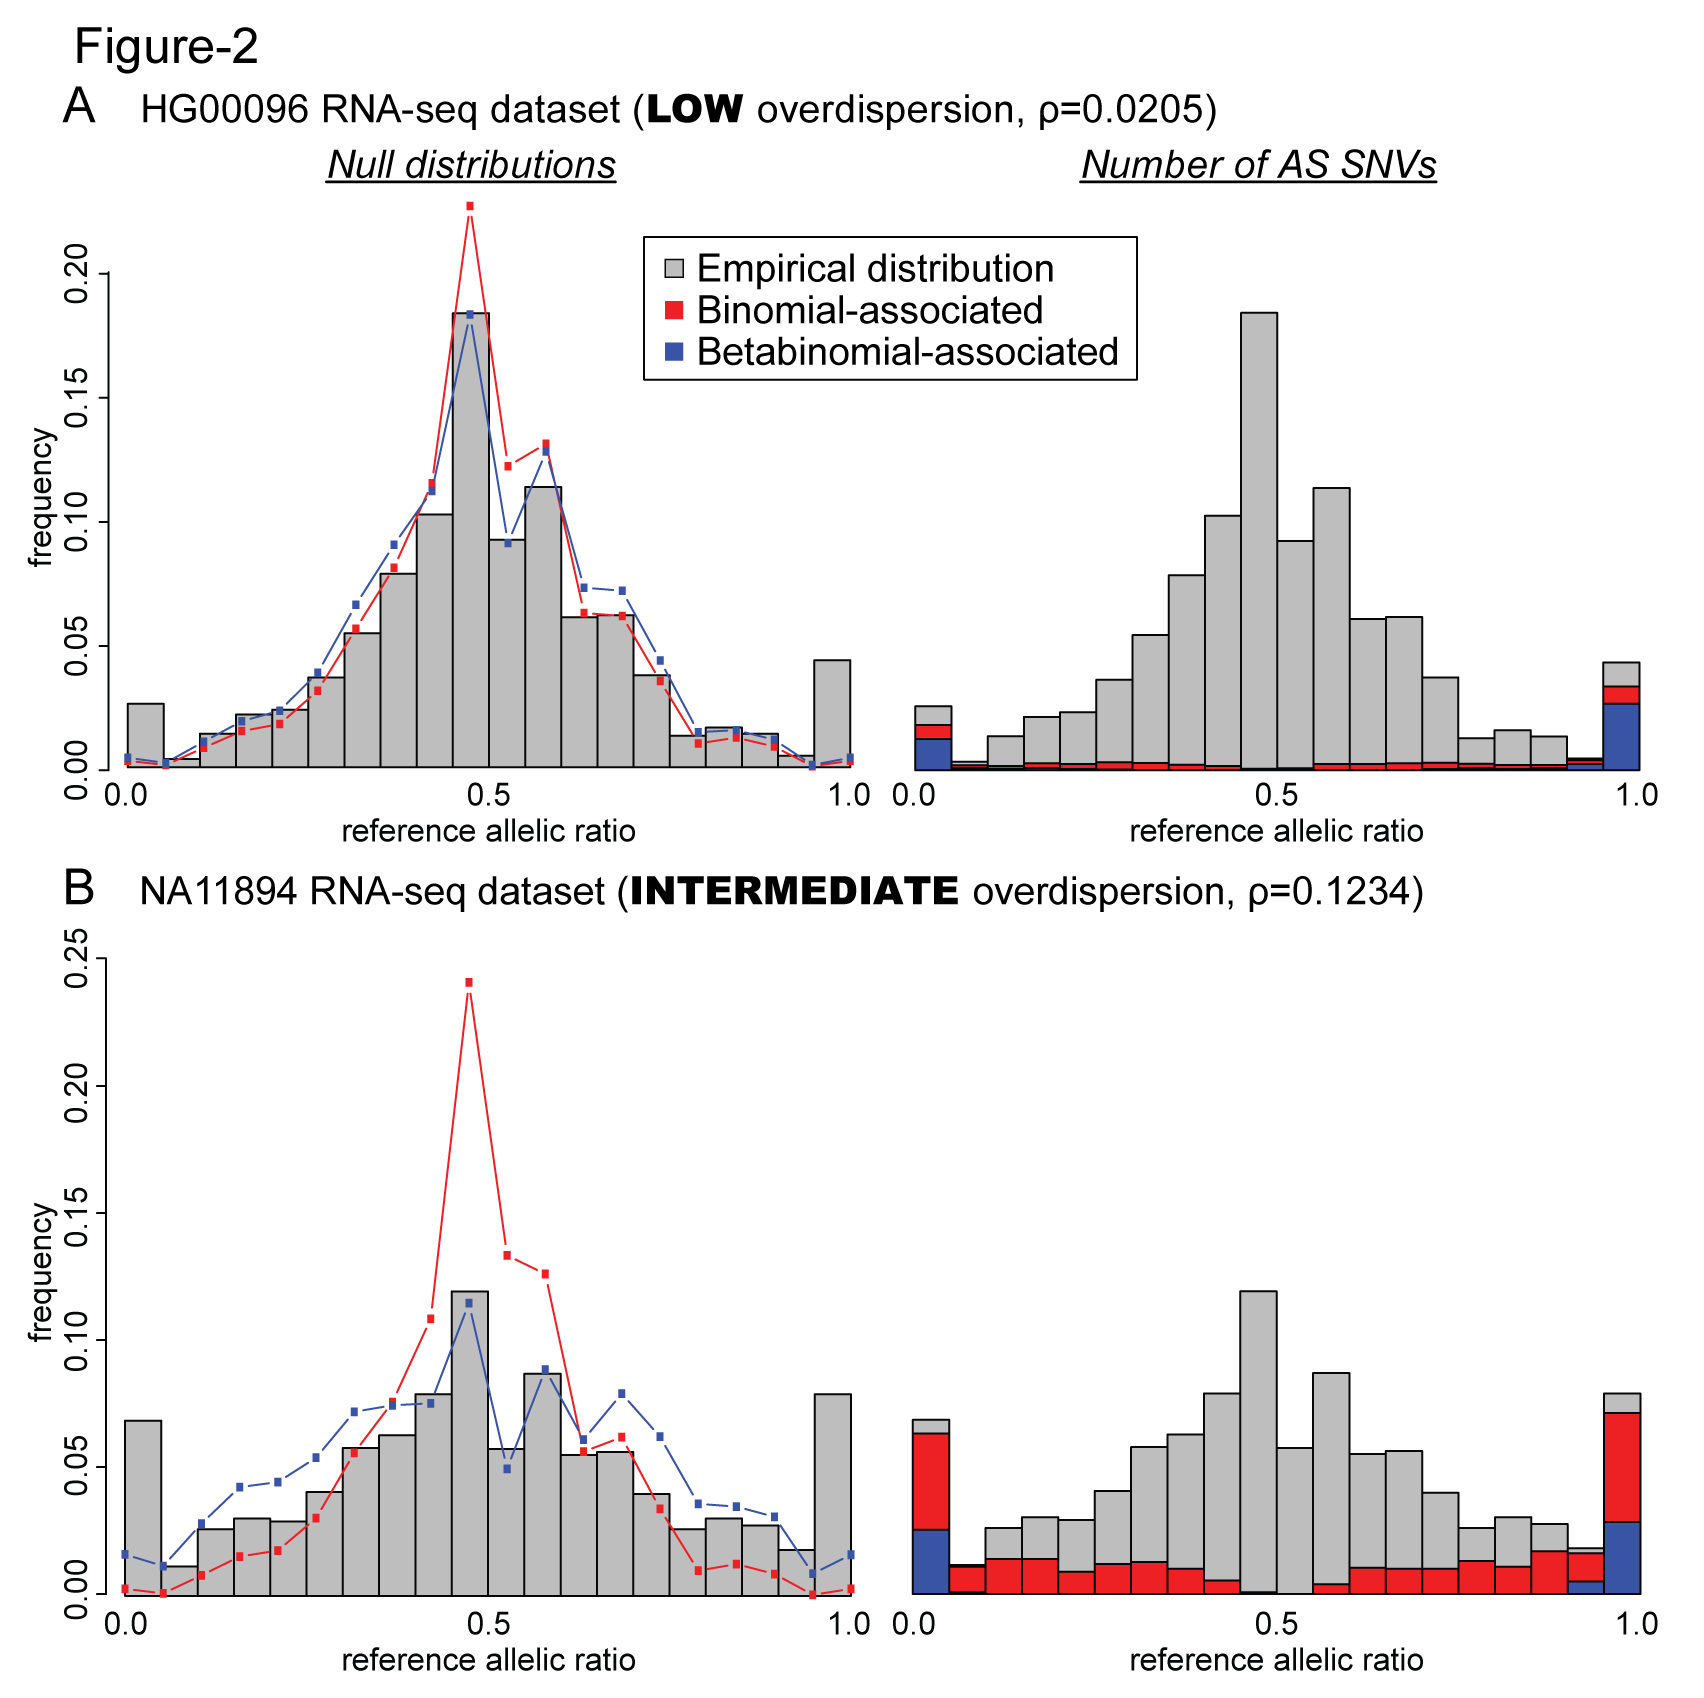 Figure-2
A HG00096 RNA-seq dataset (LOW overdispersion, ρ=0.0205)
Null distributions
Number of AS SNVs
Empirical distribution
Binomial-associated
Betabinomial-associated
frequency
0.20
0.15
0.10
0.05
0.00
0.0 0.5 1.0
reference allelic ratio
0.0 0.5 1.0
reference allelic ratio
B NA11894 RNA-seq dataset (INTERMEDIATE overdispersion, ρ=0.1234)
frequency
0.25
0.20
0.15
0.10
0.05
0.00
0.0 0.5 1.0
reference allelic ratio
0.0 0.5 1.0
reference allelic ratio